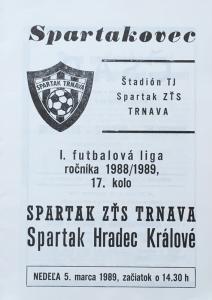 Spartakovec
SPARTAK TRNAVA
Štadión TJ
Spartak ZŤS
TRNAVA
I. futbalová liga
ročníka 1988/1989,
17. kolo
SPARTAK ZŤS TRNAVA
Spartak Hradec Králové
NEDEĽA 5. marca 1989, začiatok o 14.30 h